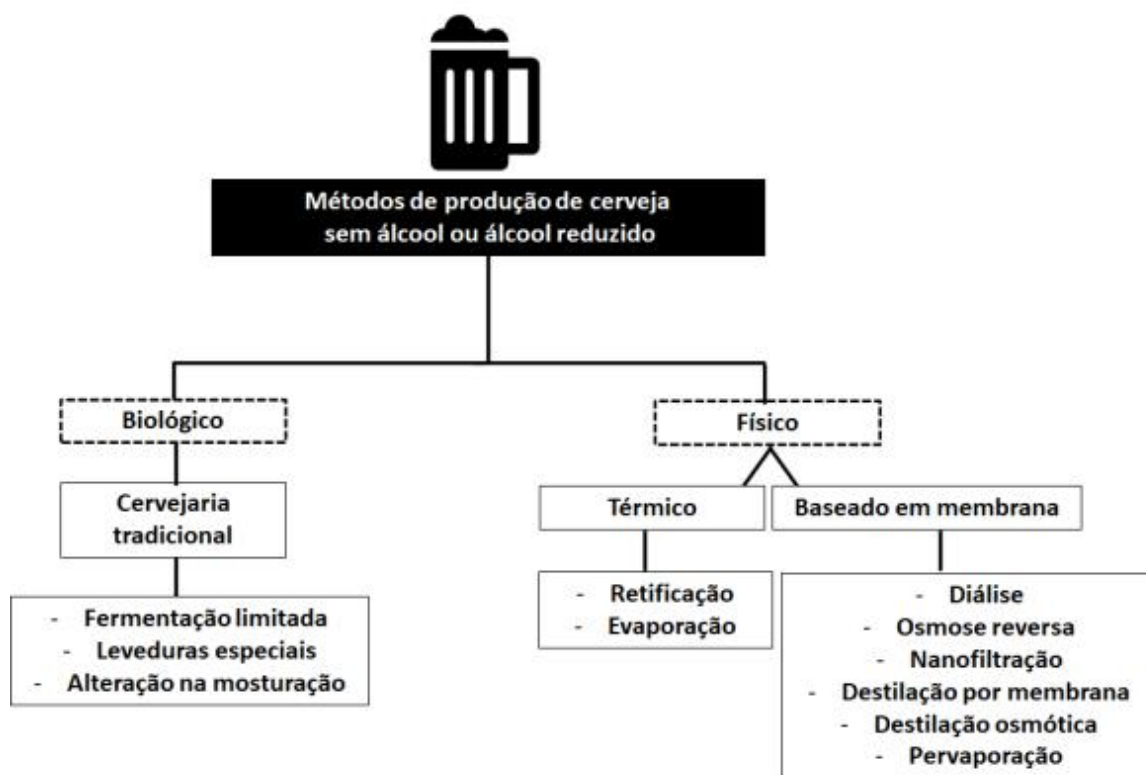 Métodos de produção de cerveja
sem álcool ou álcool reduzido
Biológico
Físico
Cervejaria
tradicional
Térmico
Baseado em membrana
- Fermentação limitada
- Leveduras especiais
- Alteração na mosturação
- Retificação
- Evaporação
- Diálise
- Osmose reversa
- Nanofiltração
- Destilação por membrana
- Destilação osmótica
- Pervaporação